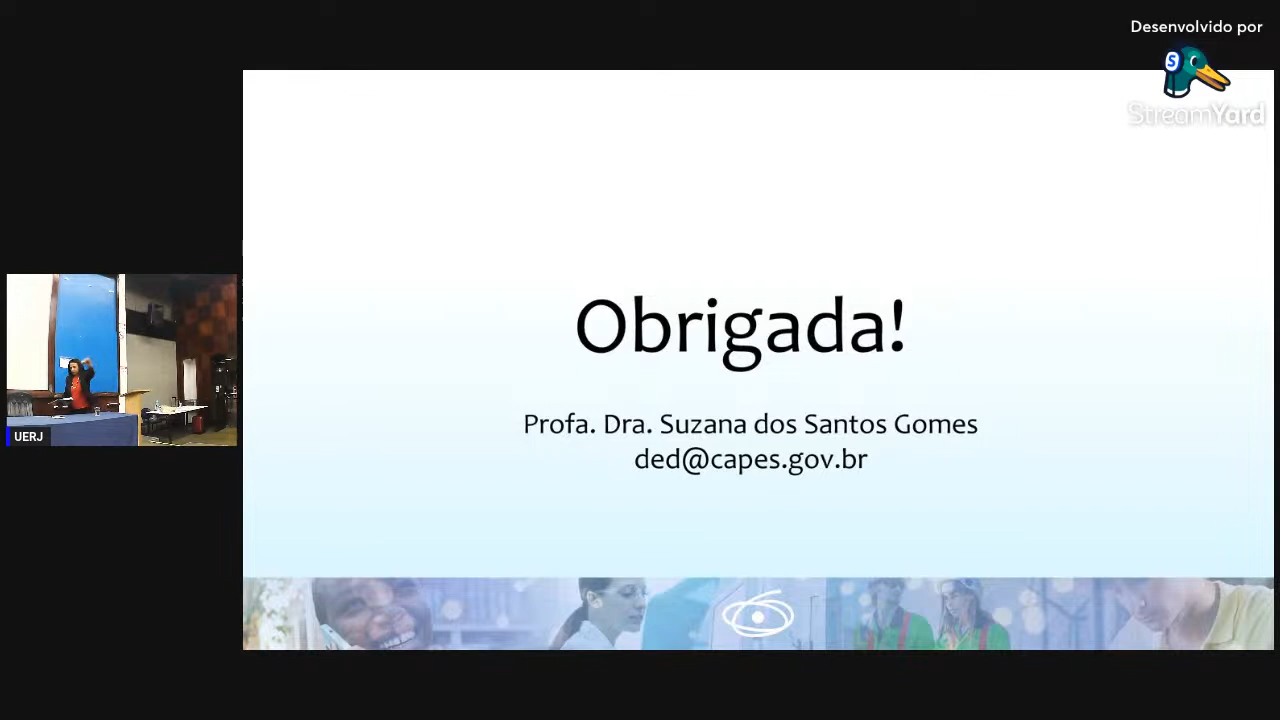 Desenvolvido por
S
StreamYard
Obrigada!
Profa. Dra. Suzana dos Santos Gomes
ded@capes.gov.br
UERJ